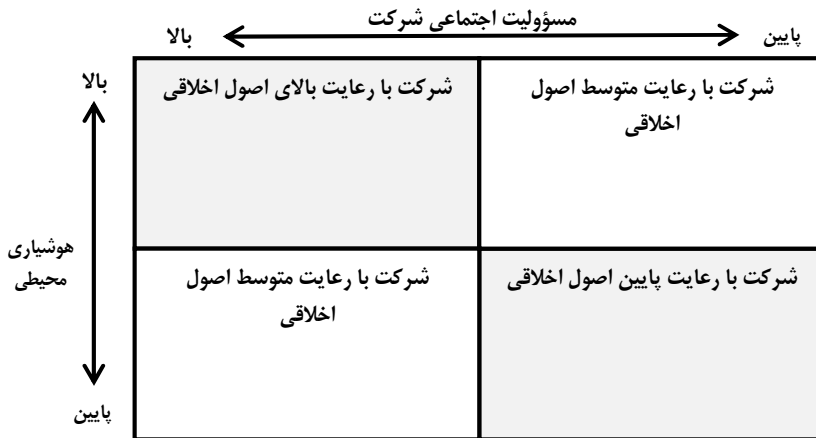 مسؤولیت اجتماعی شرکت
پایین
بالا
بالا
شرکت با رعایت متوسط اصول
اخلاقی
شرکت با رعایت بالای اصول اخلاقی
هوشیاری
محیطی
شرکت با رعایت پایین اصول اخلاقی
شرکت با رعایت متوسط اصول
اخلاقی
پایین